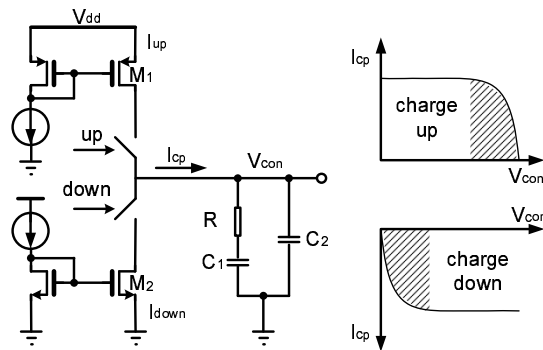 Vdd
Iup
M1
up
Icp
Vcon
down
R
C1
C2
M2
Idown
Icp
charge
up
Vcon
Vcon
charge
down
Icp